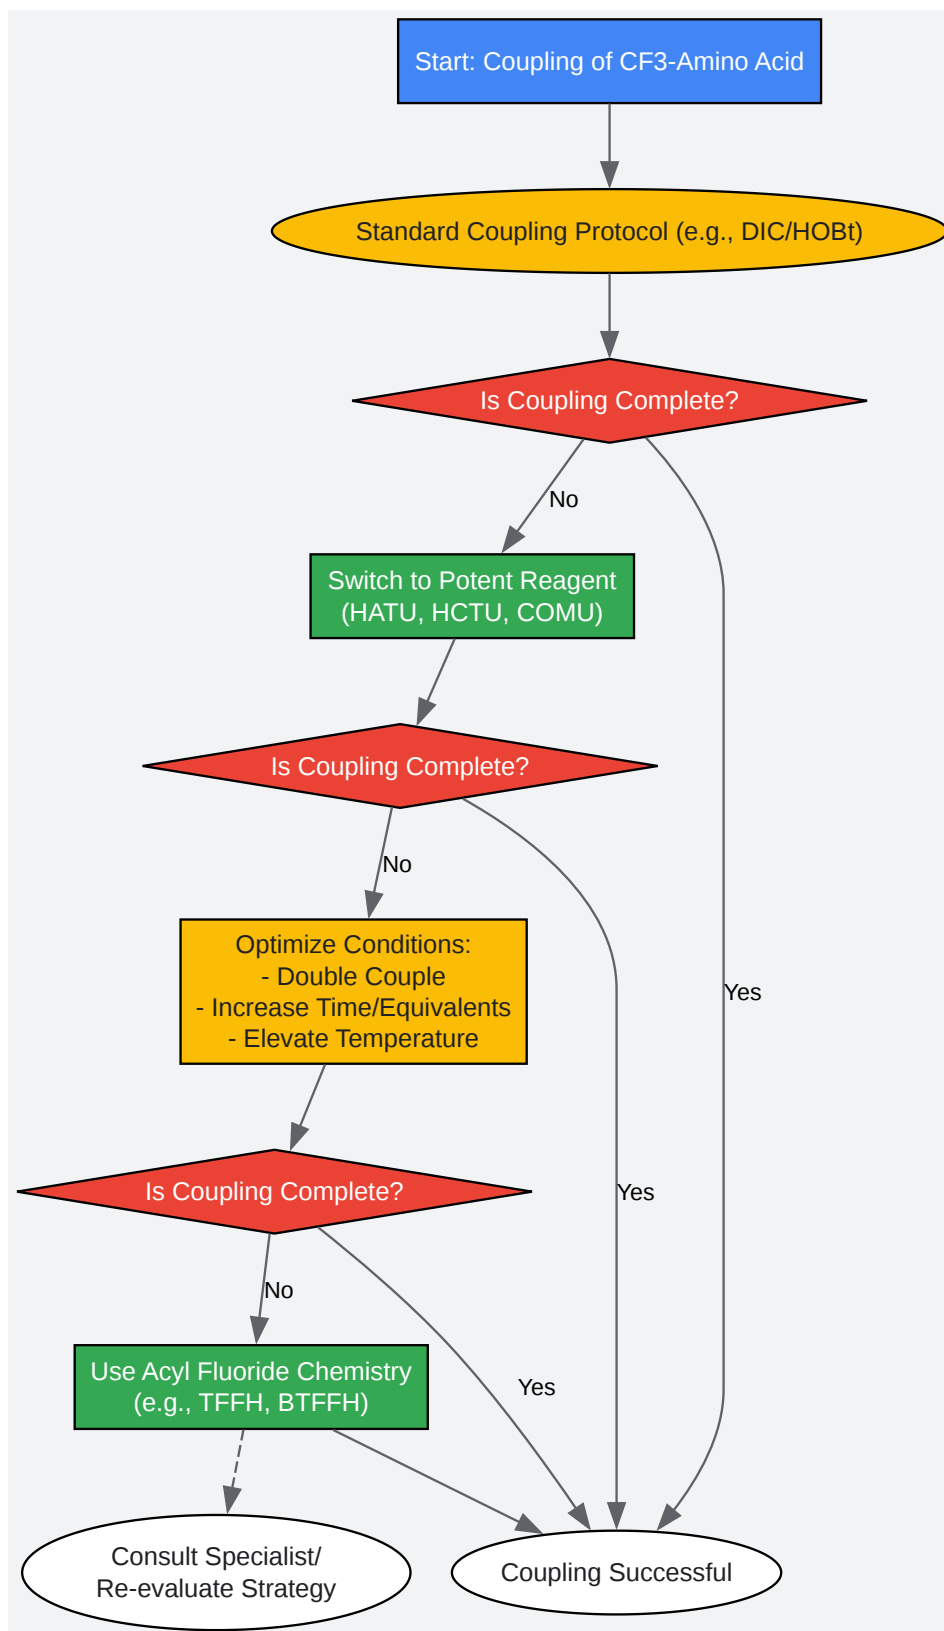 Start: Coupling of CF3-Amino Acid
Standard Coupling Protocol (e.g., DIC/HOBt)
Is Coupling Complete?
No
Switch to Potent Reagent
(HATU, HCTU, COMU)
Is Coupling Complete?
No
Optimize Conditions:
- Double Couple
- Increase Time/Equivalents
- Elevate Temperature
Yes
Is Coupling Complete?
Yes
No
Use Acyl Fluoride Chemistry
(e.g., TFFH, BTFFH)
Yes
Consult Specialist/
Re-evaluate Strategy
Coupling Successful